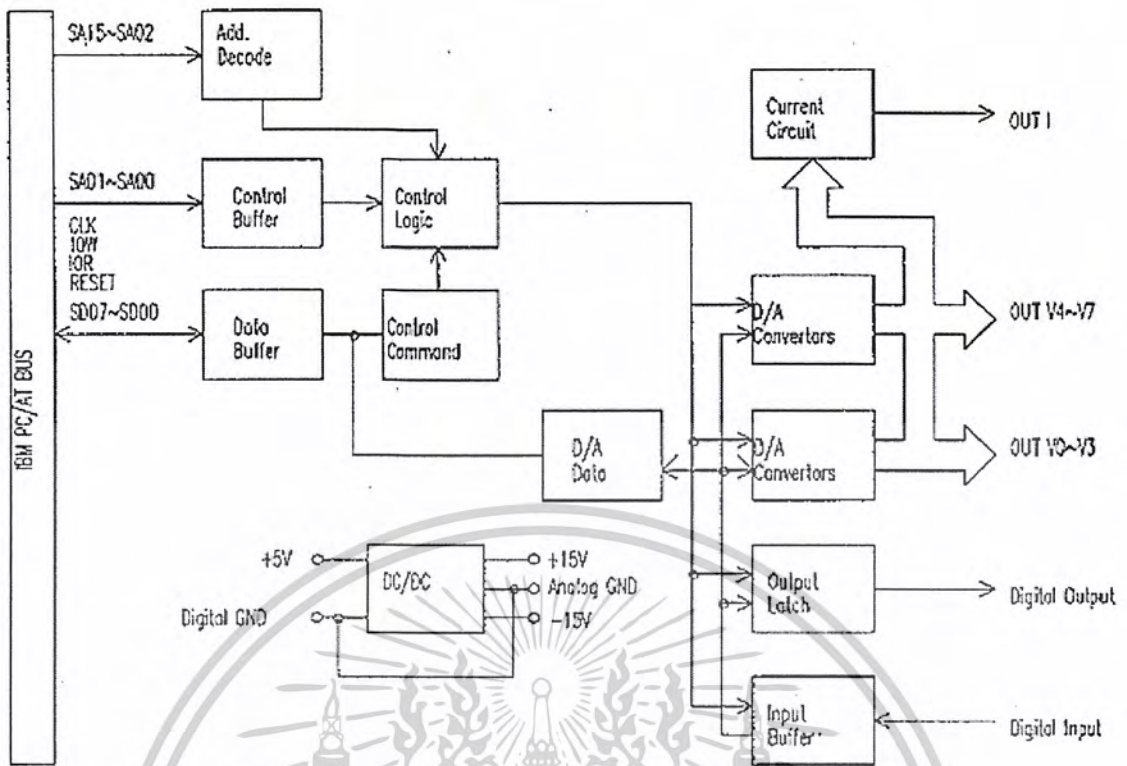 IBM PC/AT BUS
SA15~SA02
Add.
Decode
SA01~SA00
CLK
IOW
IOR
RESET
SD07~SD00
Control
Buffer
Control
Logic
Data
Buffer
Control
Command
D/A
Data
Current
Circuit
OUT I
D/A
Convertors
OUT V4~V7
D/A
Convertors
OUT V0~V3
+5V
Digital GND
DC/DC
+15V
Analog GND
-15V
Output
Latch
Digital Output
Input
Buffer
Digital Input